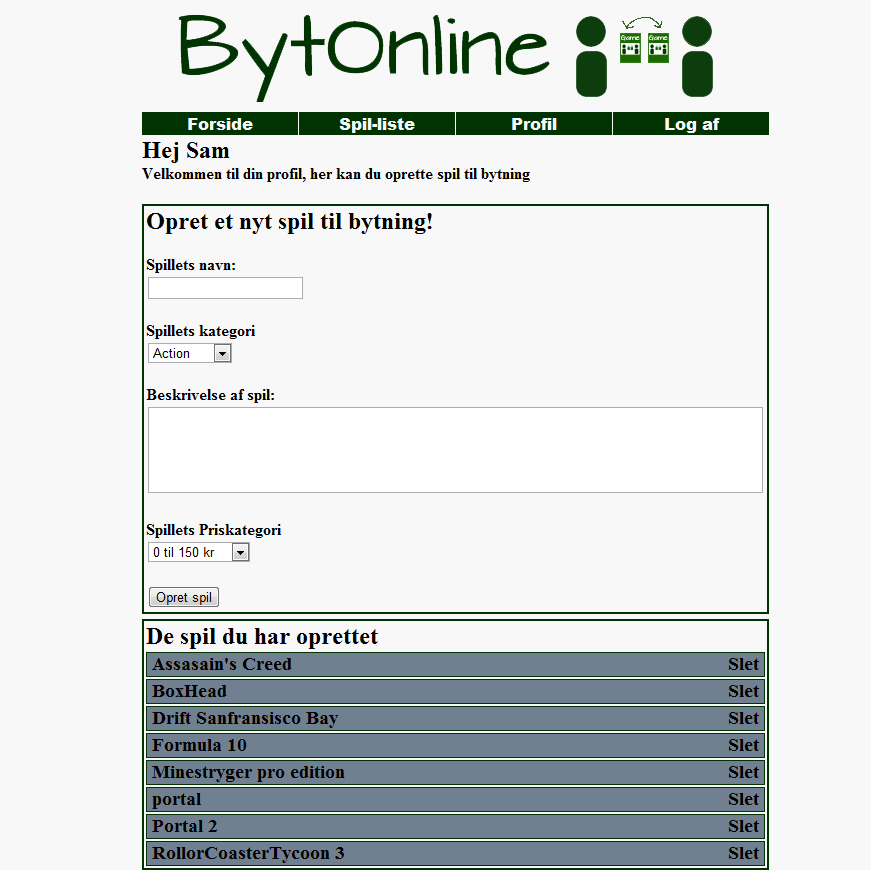 BytOnline
Game Game
Forside Spil-liste Profil Log af
Hej Sam
Velkommen til din profil, her kan du oprette spil til bytning
Opret et nyt spil til bytning!
Spillets navn:
Spillets kategori
Action
Beskrivelse af spil:
Spillets Priskategori
0 til 150 kr
Opret spil
De spil du har oprettet
Assasain's Creed Slet
BoxHead Slet
Drift Sanfransisco Bay Slet
Formula 10 Slet
Minestryger pro edition Slet
portal Slet
Portal 2 Slet
RollorCoasterTycoon 3 Slet